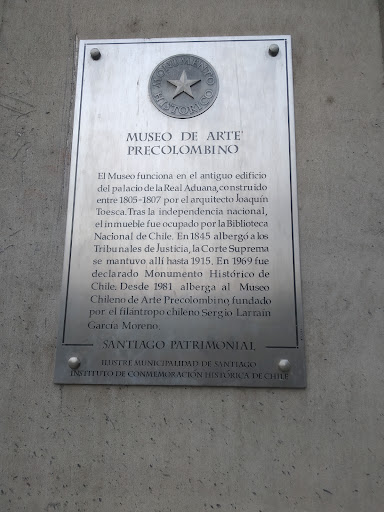 MONUMENTO
HISTORICO
MUSEO DE ARTE
PRECOLOMBINO
El Museo funciona en el antiguo edificio
del palacio de la Real Aduana, construido
entre 1805-1807 por el arquitecto Joaquín
Toesca. Tras la independencia nacional,
el inmueble fue ocupado por la Biblioteca
Nacional de Chile. En 1845 albergó a los
Tribunales de Justicia, la Corte Suprema
se mantuvo allí hasta 1915. En 1969 fue
declarado Monumento Histórico de
Chile. Desde 1981 alberga al Museo
Chileno de Arte Precolombino fundado
por el filántropo chileno Sergio Larraín
García Moreno.
SANTIAGO PATRIMONIAL
ILUSTRE MUNICIPALIDAD DE SANTIAGO
INSTITUTO DE CONMEMORACIÓN HISTÓRICA DE CHILE